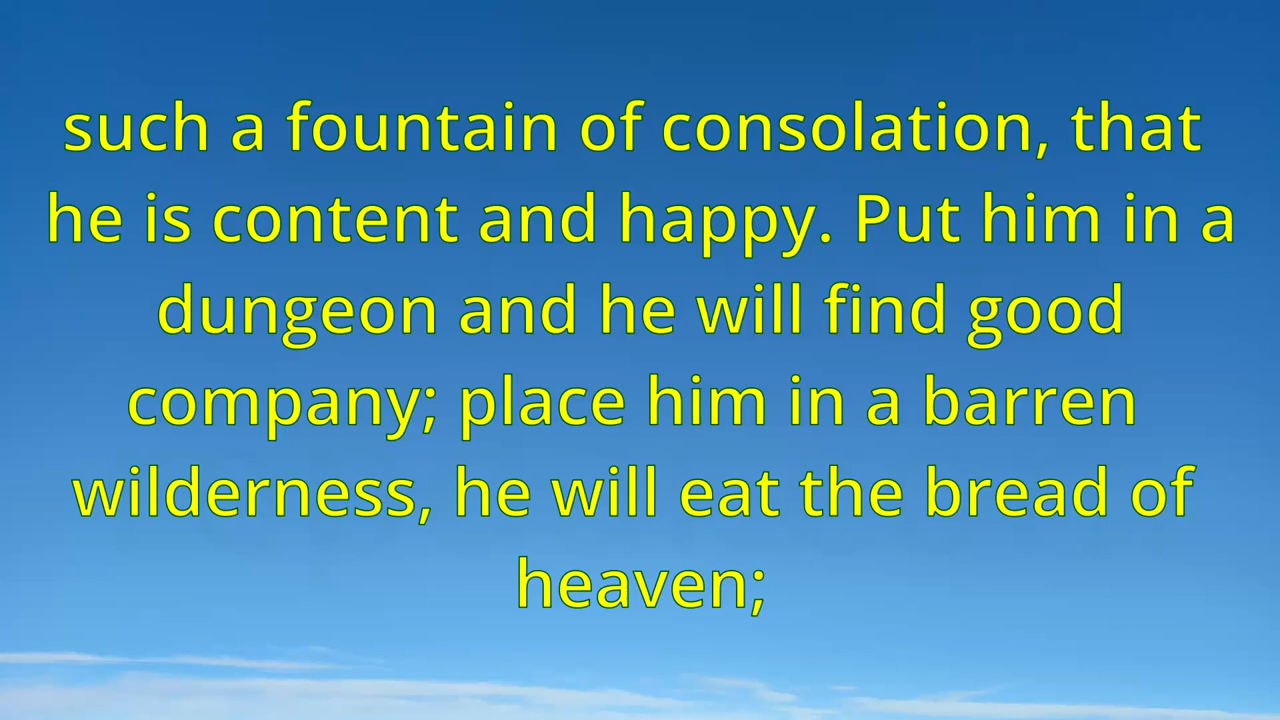 such a fountain of consolation, that
he is content and happy. Put him in a
dungeon and he will find good
company; place him in a barren
wilderness, he will eat the bread of
heaven;